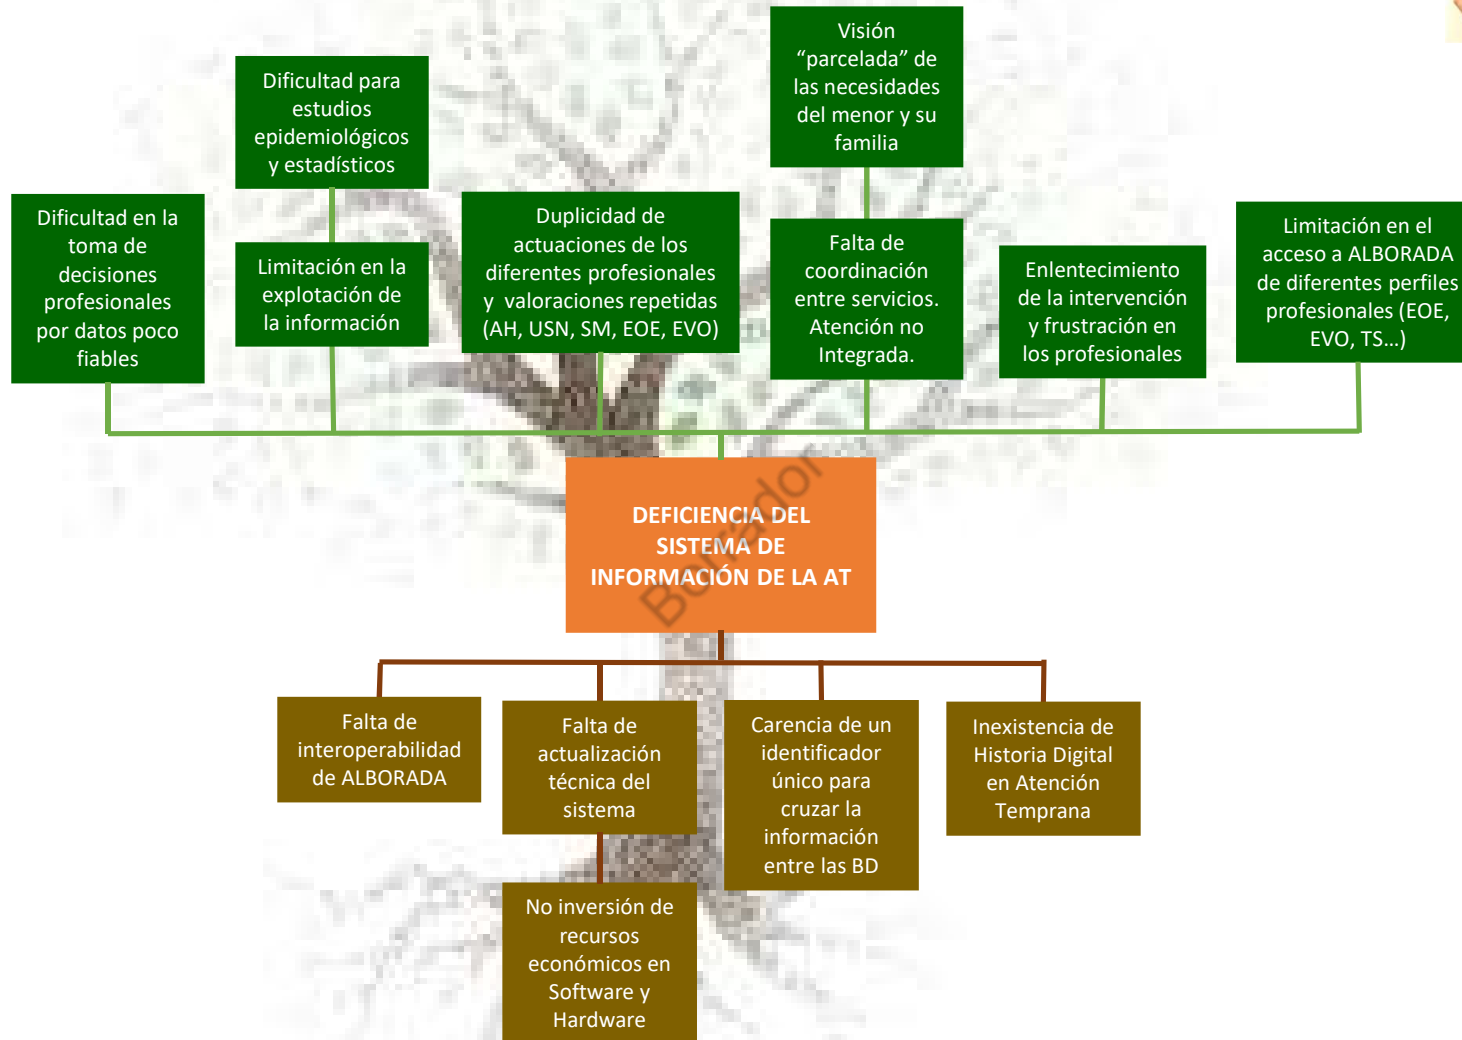 Visión
“parcelada” de
las necesidades
del menor y su
familia
Dificultad para
estudios
epidemiológicos
y estadísticos
Dificultad en la
toma de
decisiones
profesionales
por datos poco
fiables
Limitación en la
explotación de
la información
Duplicidad de
actuaciones de los
diferentes profesionales
y valoraciones repetidas
(AH, USN, SM, EOE, EVO)
Falta de
coordinación
entre servicios.
Atención no
Integrada.
Enlentecimiento
de la intervención
y frustración en
los profesionales
Limitación en el
acceso a ALBORADA
de diferentes perfiles
profesionales (EOE,
EVO, TS...)
DEFICIENCIA DEL
SISTEMA DE
INFORMACIÓN DE LA AT
Borrador
Falta de
interoperabilidad
de ALBORADA
Falta de
actualización
técnica del
sistema
Carencia de un
identificador
único para
cruzar la
información
entre las BD
Inexistencia de
Historia Digital
en Atención
Temprana
No inversión de
recursos
económicos en
Software y
Hardware